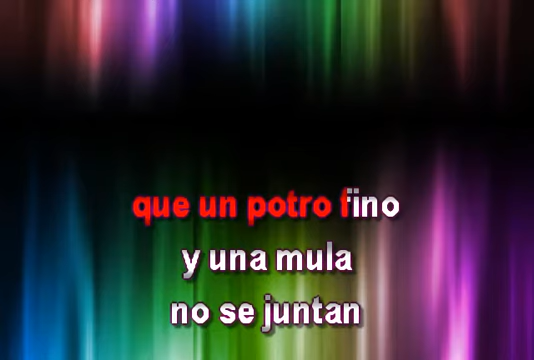 que un potro fino
y una mula
no se juntan